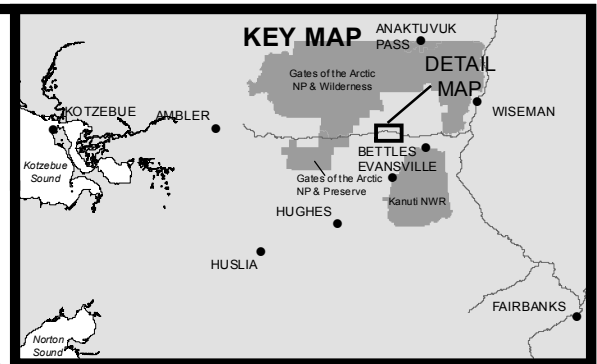 KEY MAP
ANAKTUVUK
PASS
Gates of the Arctic
NP & Wilderness
DETAIL
MAP
WISEMAN
KOTZEBUE
AMBLER
Kotzebue
Sound
BETTLES
EVANSVILLE
Gates of the Arctic
NP & Preserve
Kanuti NWR
HUGHES
HUSLIA
FAIRBANKS
Norton
Sound